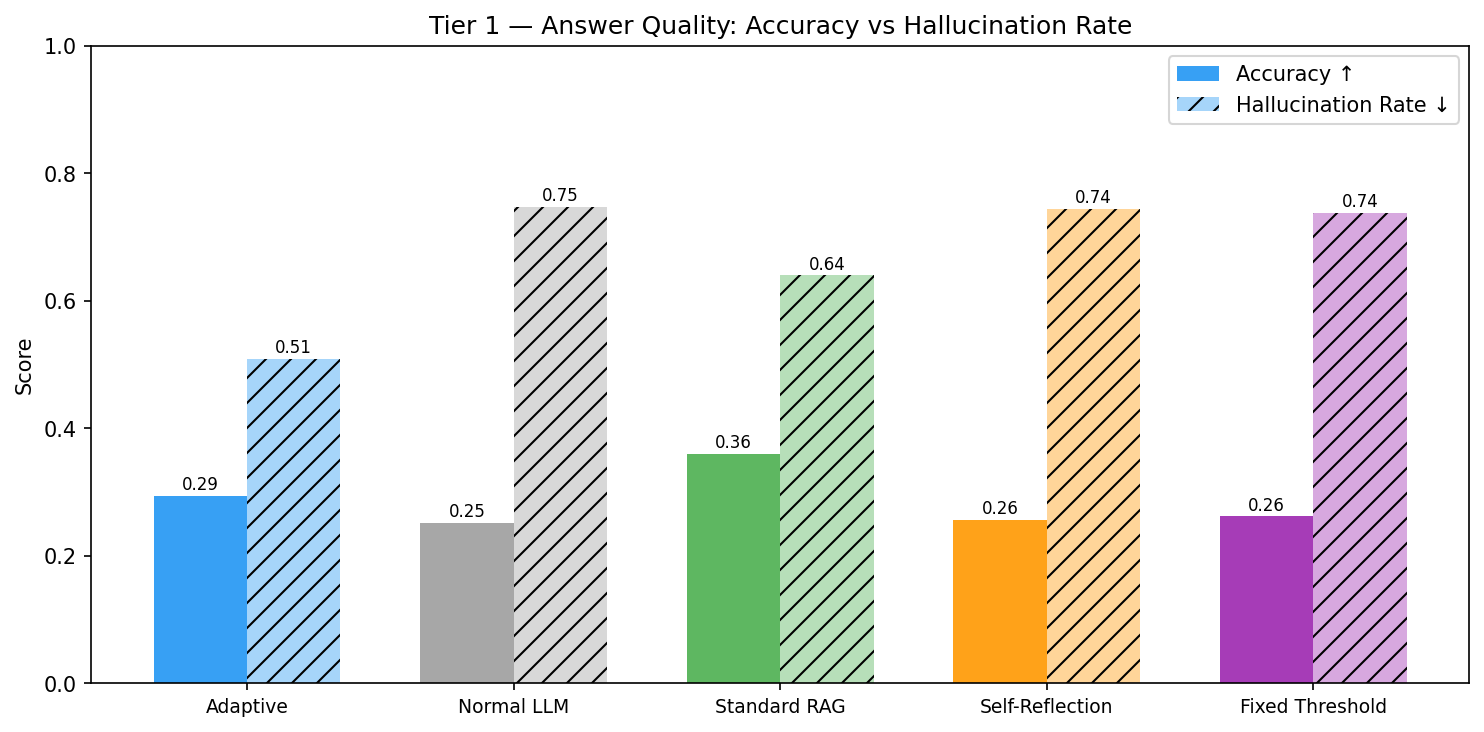 Tier 1 — Answer Quality: Accuracy vs Hallucination Rate
1.0
0.8
0.6
0.4
0.2
0.0
Score
Accuracy ↑
Hallucination Rate ↓
0.29
0.51
0.25
0.75
0.36
0.64
0.26
0.74
0.26
0.74
Adaptive
Normal LLM
Standard RAG
Self-Reflection
Fixed Threshold